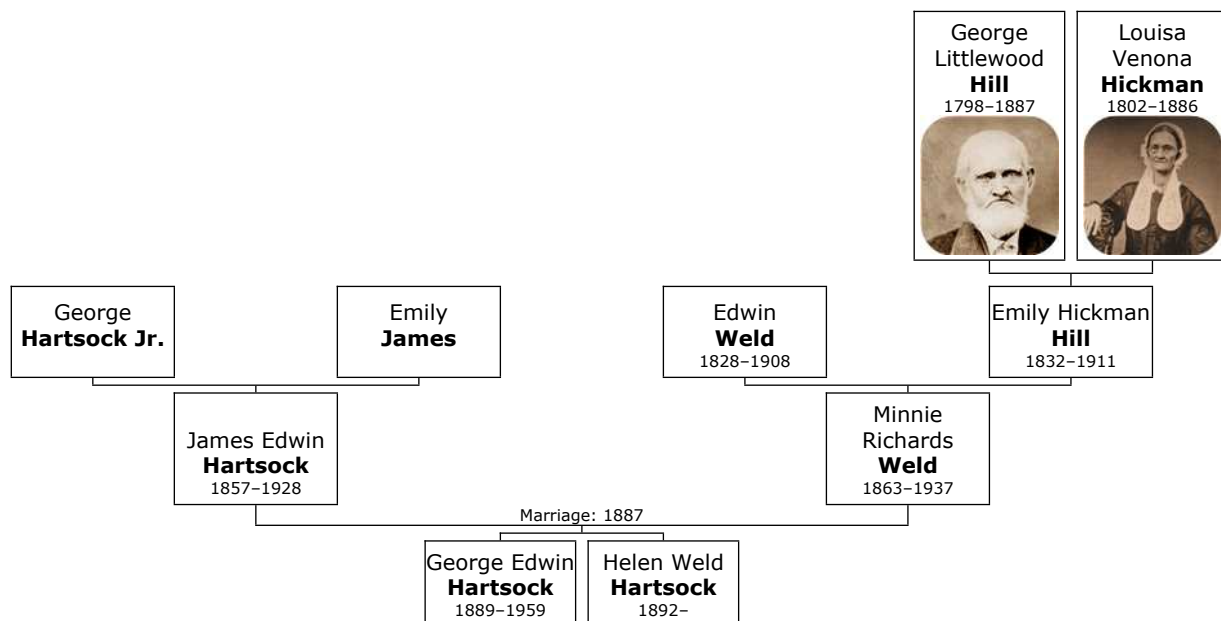 George
Littlewood
Hill
1798–1887
Louisa
Venona
Hickman
1802–1886
George
Hartsock Jr.
Emily
James
Edwin
Weld
1828–1908
Emily Hickman
Hill
1832–1911
James Edwin
Hartsock
1857–1928
Minnie
Richards
Weld
1863–1937
Marriage: 1887
George Edwin
Hartsock
1889–1959
Helen Weld
Hartsock
1892–